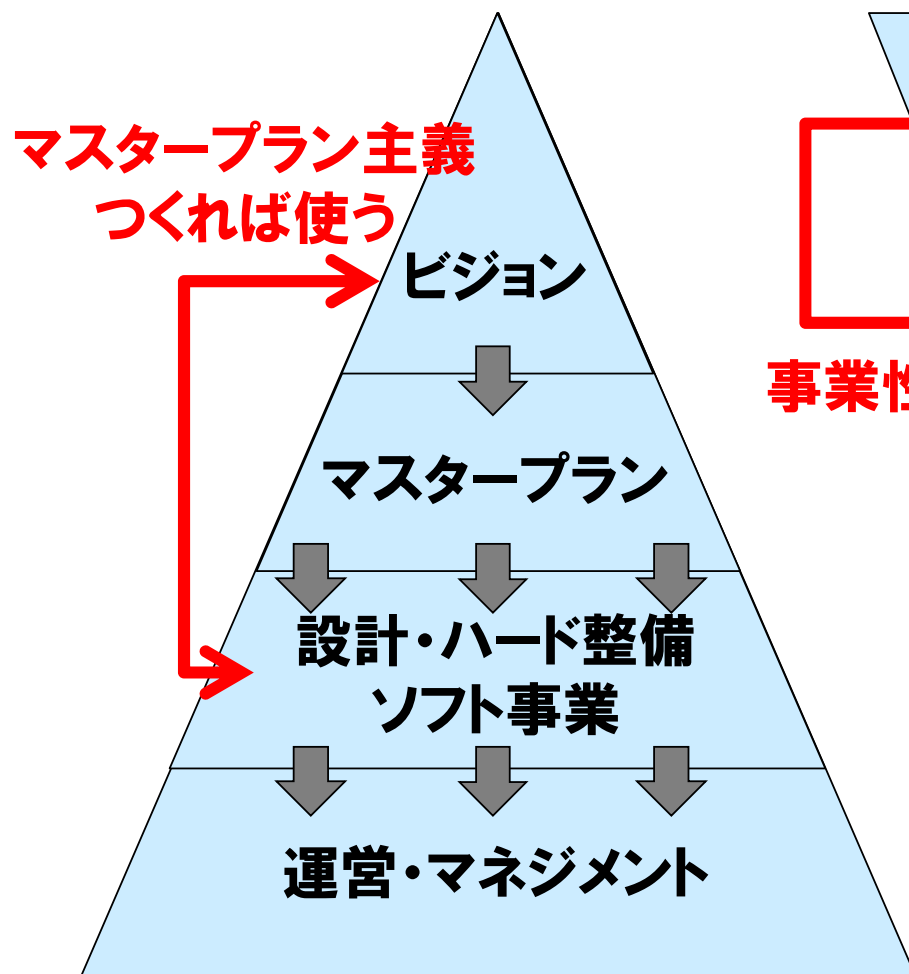 マスタープラン主義
つくれば使う
ビジョン
マスタープラン
設計・ハード整備
ソフト事業
運営・マネジメント
事業性